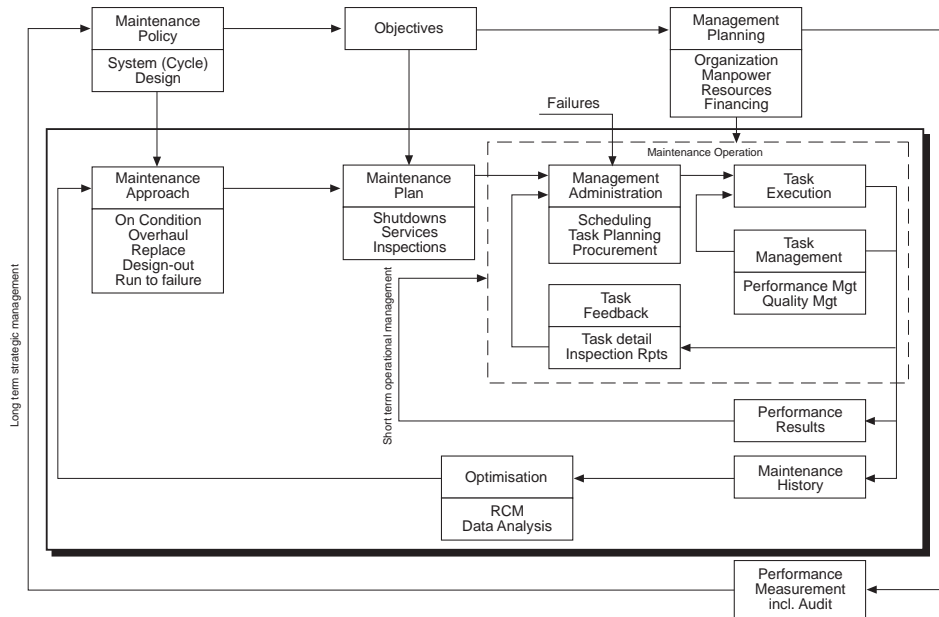 Maintenance
Policy
System (Cycle)
Design
Objectives
Management
Planning
Organization
Manpower
Resources
Financing
Failures
Maintenance Operation
Maintenance
Approach
On Condition
Overhaul
Replace
Design-out
Run to failure
Maintenance
Plan
Shutdowns
Services
Inspections
Management
Administration
Scheduling
Task Planning
Procurement
Task
Execution
Task
Management
Performance Mgt
Quality Mgt
Task
Feedback
Task detail
Inspection Rpts
Long term strategic management
Short term operational management
Performance
Results
Optimisation
RCM
Data Analysis
Maintenance
History
Performance
Measurement
incl. Audit